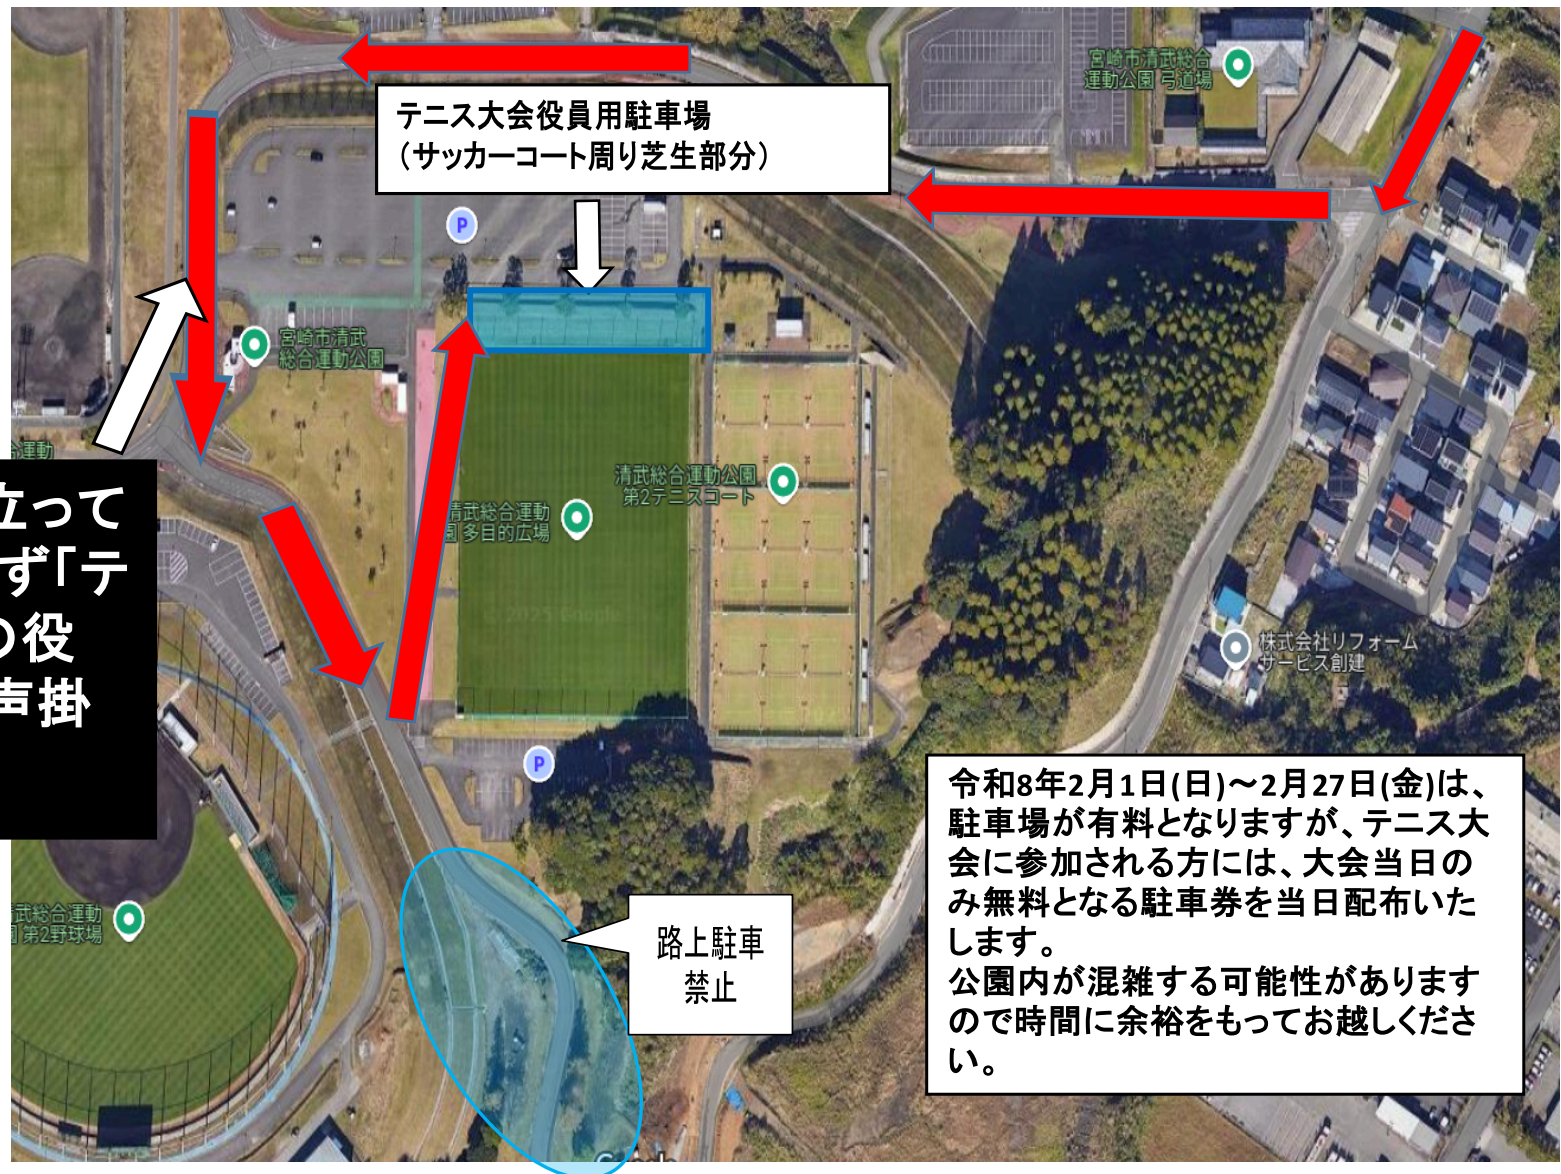 宮崎市清武総合
運動公園 弓道場
テニス大会役員用駐車場
（サッカーコート周り芝生部分）
P
宮崎市清武
総合運動公園
合運動
立って
ず「テ
の役
声掛
清武総合運動公園
第2テニスコート
清武総合運動
園 多目的広場
株式会社リフォーム
サービス創建
P
清武総合運動
園 第2野球場
路上駐車
禁止
令和8年2月1日(日)～2月27日(金)は、
駐車場が有料となりますが、テニス大
会に参加される方には、大会当日の
み無料となる駐車券を当日配布いた
します。
公園内が混雑する可能性があります
ので時間に余裕をもってお越しくださ
い。
Google